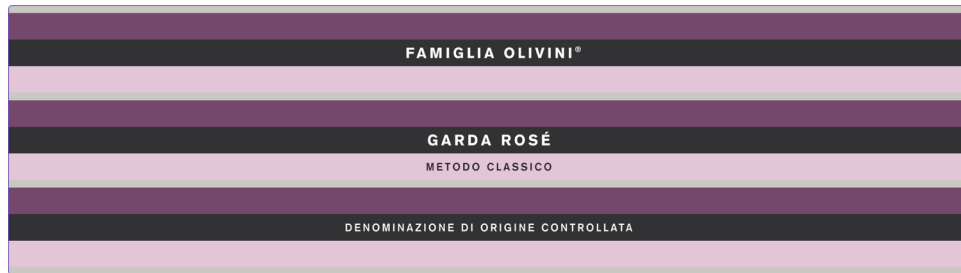 FAMIGLIA OLIVINI®
GARDA ROSÉ
METODO CLASSICO
DENOMINAZIONE DI ORIGINE CONTROLLATA